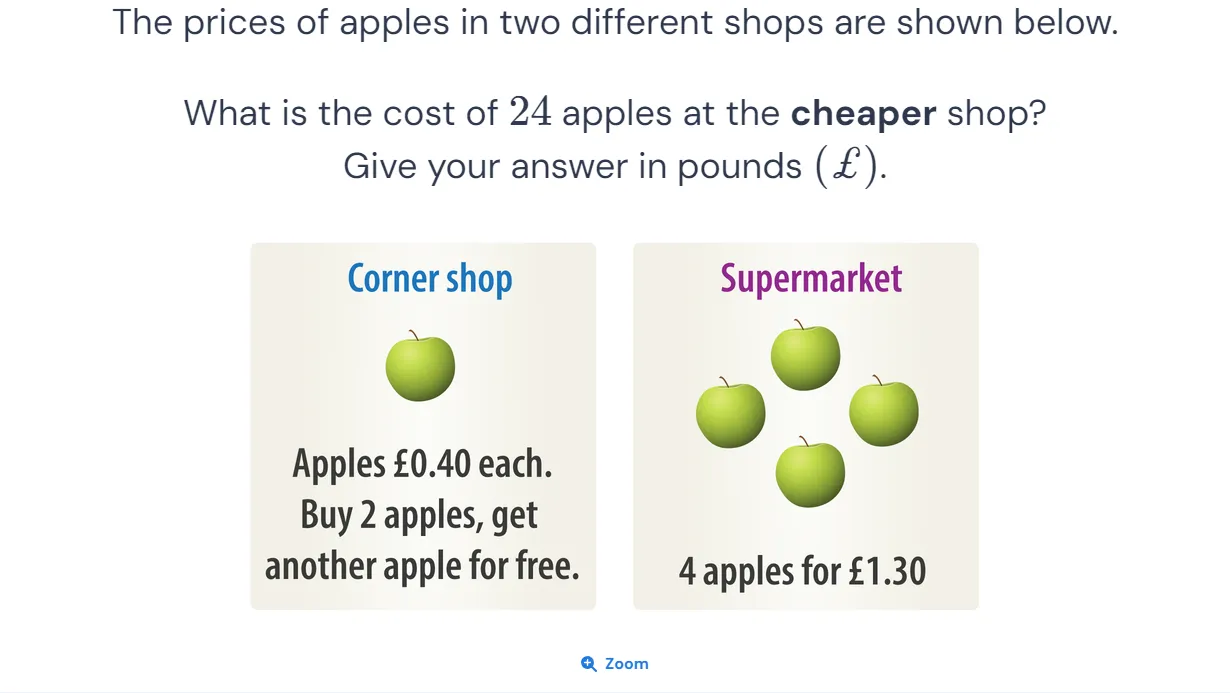 The prices of apples in two different shops are shown below.
What is the cost of 24 apples at the cheaper shop?
Give your answer in pounds (£).
Corner shop
Apples £0.40 each.
Buy 2 apples, get
another apple for free.
Supermarket
4 apples for £1.30
Zoom